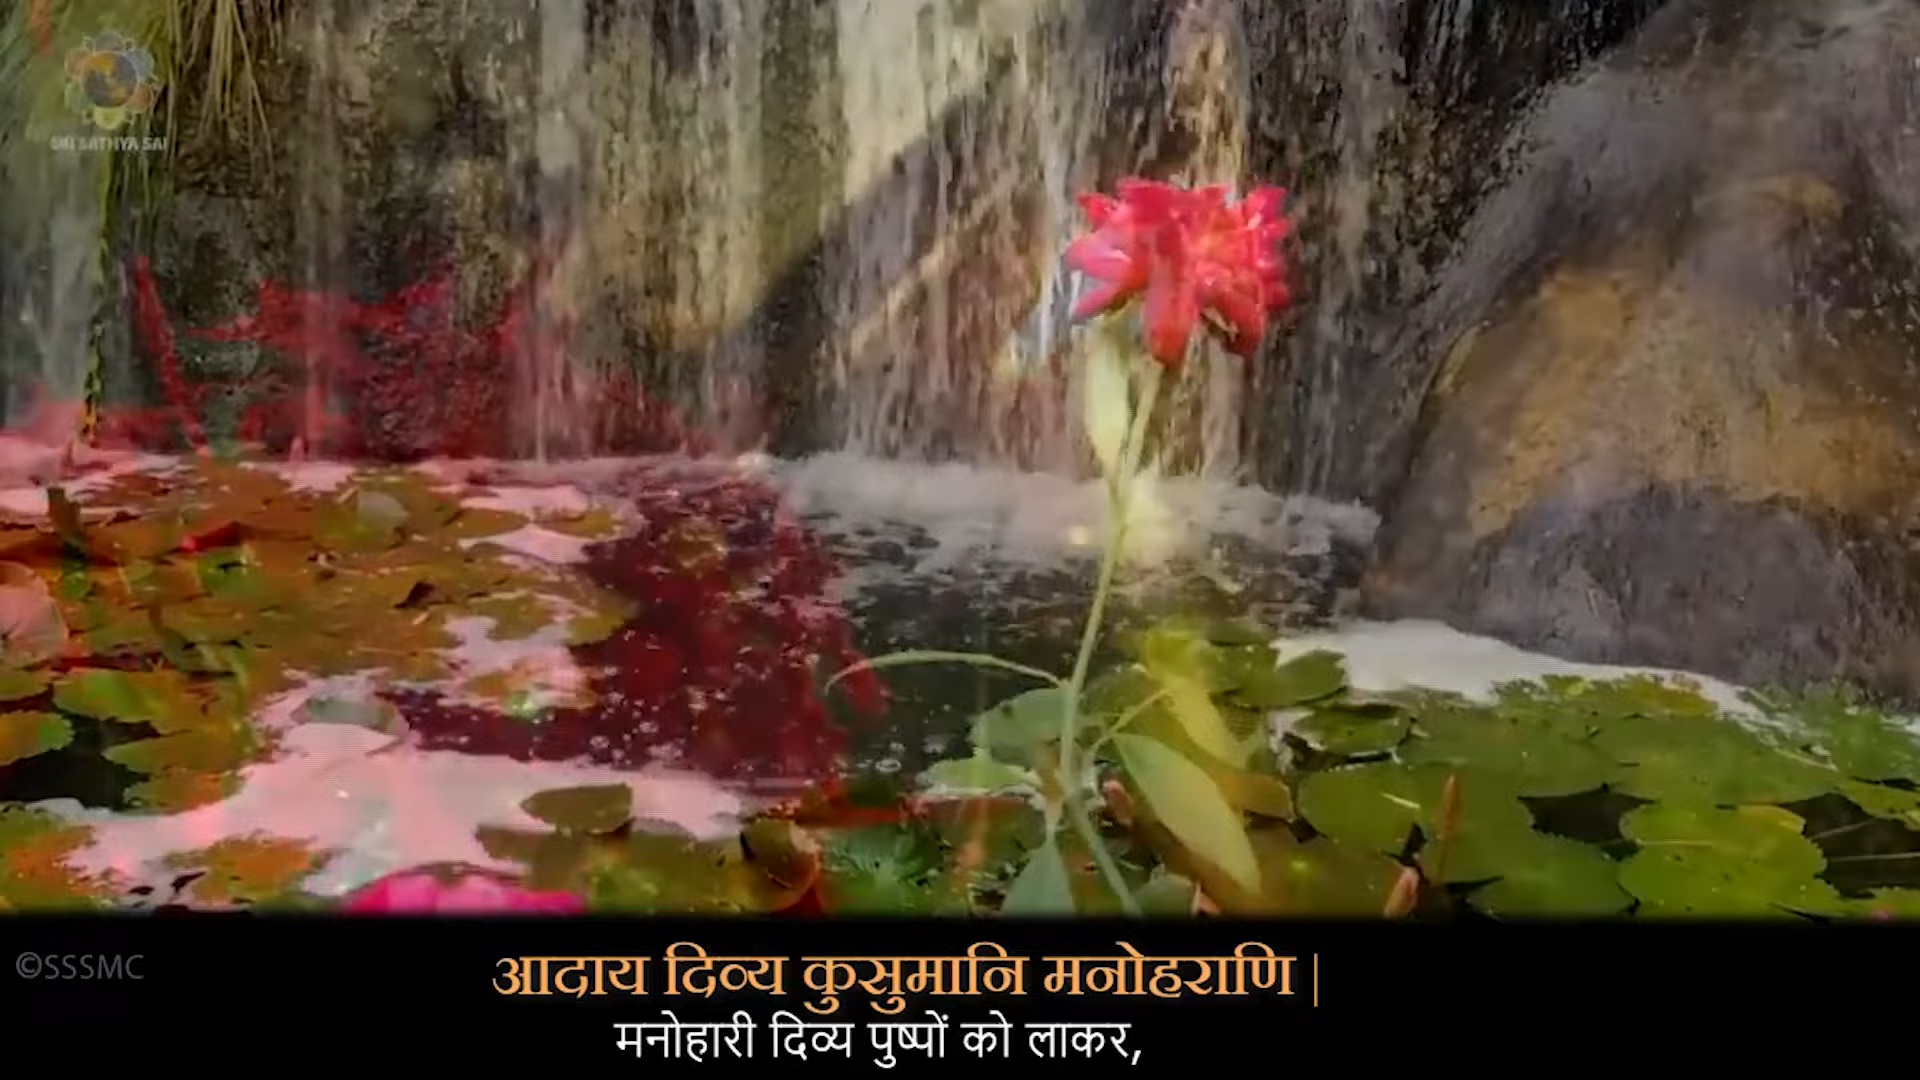 SRI SATHYA SAI
©SSSMC
आदाय दिव्य कुसुमानि मनोहराणि |
मनोहारी दिव्य पुष्पों को लाकर,